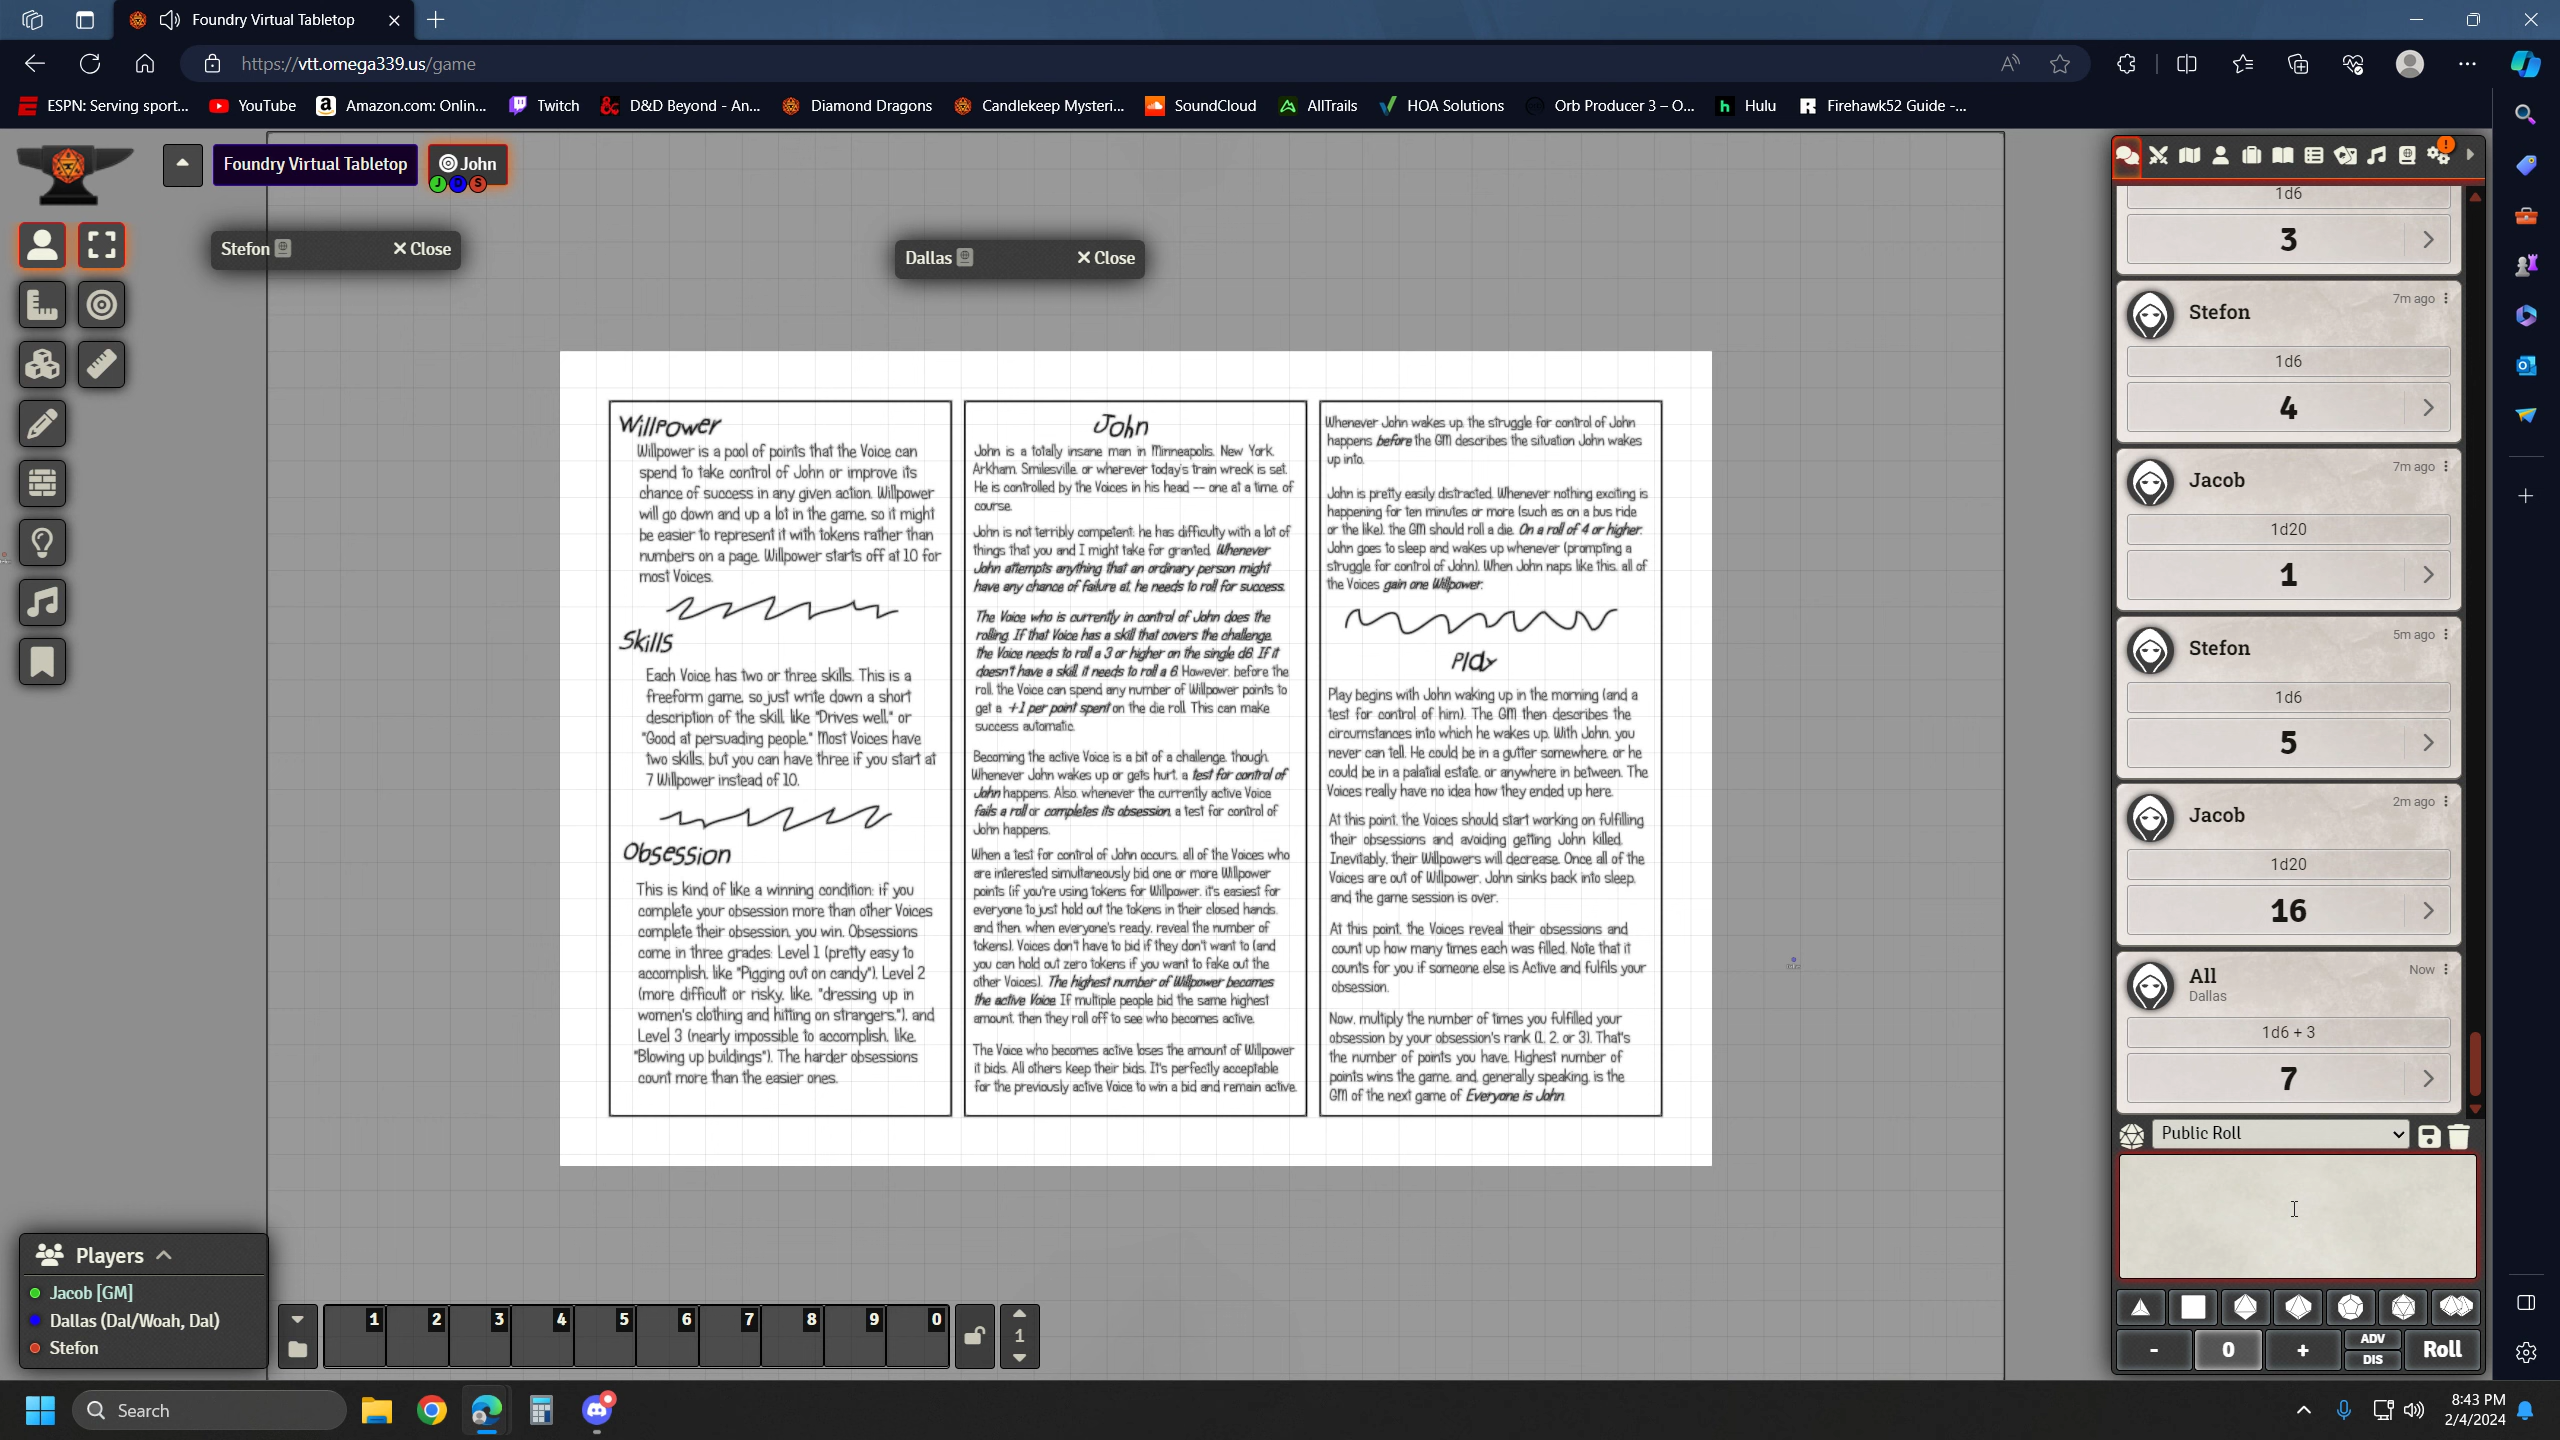 Foundry Virtual Tabletop
https://vtt.omega339.us/game
ESPN: Serving sport...
YouTube
Amazon.com: Onlin...
Twitch
D&D Beyond - An...
Diamond Dragons
Candlekeep Mysteri...
SoundCloud
AllTrails
HOA Solutions
Orb Producer 3 – O...
Hulu
Firehawk52 Guide -...
Foundry Virtual Tabletop
John
J D S
Stefon
Close
Dallas
Close
Willpower
Willpower is a pool of points that the Voice can
spend to take control of John or improve its
chance of success in any given action. Willpower
will go down and up a lot in the game, so it might
be easier to represent it with tokens rather than
numbers on a page. Willpower starts off at 10 for
most Voices.
Skills
Each Voice has two or three skills. This is a
freeform game, so just write down a short
description of the skill, like "Drives well," or
"Good at persuading people." Most Voices have
two skills, but you can have three if you start at
7 Willpower instead of 10.
Obsession
This is kind of like a winning condition: if you
complete your obsession more than other Voices
complete their obsession, you win. Obsessions
come in three grades: Level 1 (pretty easy to
accomplish, like "Pigging out on candy"), Level 2
(more difficult or risky, like, "dressing up in
women's clothing and hitting on strangers,"), and
Level 3 (nearly impossible to accomplish, like,
"Blowing up buildings"). The harder obsessions
count more than the easier ones.
John
John is a totally insane man in Minneapolis, New York,
Arkham, Smilesville, or wherever today's train wreck is set.
He is controlled by the Voices in his head -- one at a time, of
course.
John is not terribly competent; he has difficulty with a lot of
things that you and I might take for granted. Whenever
John attempts anything that an ordinary person might
have any chance of failure at, he needs to roll for success.
The Voice who is currently in control of John does the
rolling. If that Voice has a skill that covers the challenge,
the Voice needs to roll a 3 or higher on the single d6. If it
doesn't have a skill, it needs to roll a 6. However, before the
roll, the Voice can spend any number of Willpower points to
get a +1 per point spent on the die roll. This can make
success automatic.
Becoming the active Voice is a bit of a challenge, though.
Whenever John wakes up or gets hurt, a test for control of
John happens. Also, whenever the currently active Voice
fails a roll or completes its obsession, a test for control of
John happens.
When a test for control of John occurs, all of the Voices who
are interested simultaneously bid one or more Willpower
points (if you're using tokens for Willpower, it's easiest for
everyone to just hold out the tokens in their closed hands,
and then, when everyone's ready, reveal the number of
tokens). Voices don't have to bid if they don't want to (and
you can hold out zero tokens if you want to fake out the
other Voices). The highest number of Willpower becomes
the active Voice. If multiple people bid the same highest
amount, then they roll off to see who becomes active.
The Voice who becomes active loses the amount of Willpower
it bids. All others keep their bids. It's perfectly acceptable
for the previously active Voice to win a bid and remain active.
Whenever John wakes up, the struggle for control of John
happens before the GM describes the situation John wakes
up into.
John is pretty easily distracted. Whenever nothing exciting is
happening for ten minutes or more (such as on a bus ride
or the like), the GM should roll a die. On a roll of 4 or higher,
John goes to sleep and wakes up whenever (prompting a
struggle for control of John). When John naps like this, all of
the Voices gain one Willpower.
Play
Play begins with John waking up in the morning (and a
test for control of him). The GM then describes the
circumstances into which he wakes up. With John, you
never can tell. He could be in a gutter somewhere, or he
could be in a palatial estate, or anywhere in between. The
Voices really have no idea how they ended up here.
At this point, the Voices should start working on fulfilling
their obsessions and avoiding getting John killed.
Inevitably, their Willpowers will decrease. Once all of the
Voices are out of Willpower, John sinks back into sleep,
and the game session is over.
At this point, the Voices reveal their obsessions and
count up how many times each was filled. Note that it
counts for you if someone else is Active and fulfils your
obsession.
Now, multiply the number of times you fulfilled your
obsession by your obsession's rank (1, 2, or 3). That's
the number of points you have. Highest number of
points wins the game, and, generally speaking, is the
GM of the next game of Everyone is John.
1d6
3
Stefon
7m ago
1d6
4
Jacob
7m ago
1d20
1
Stefon
5m ago
1d6
5
Jacob
2m ago
1d20
16
All
Now
Dallas
1d6 + 3
7
Public Roll
- 0 + ADV DIS Roll
Players
Jacob [GM]
Dallas (Dal/Woah, Dal)
Stefon
1 2 3 4 5 6 7 8 9 0
1
Search
8:43 PM
2/4/2024